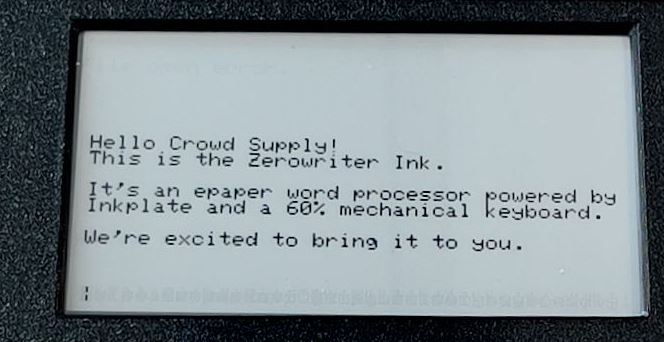 Hello Crowd Supply!
This is the Zerowriter Ink.
It's an epaper word processor powered by
Inkplate and a 60% mechanical keyboard.
We're excited to bring it to you.